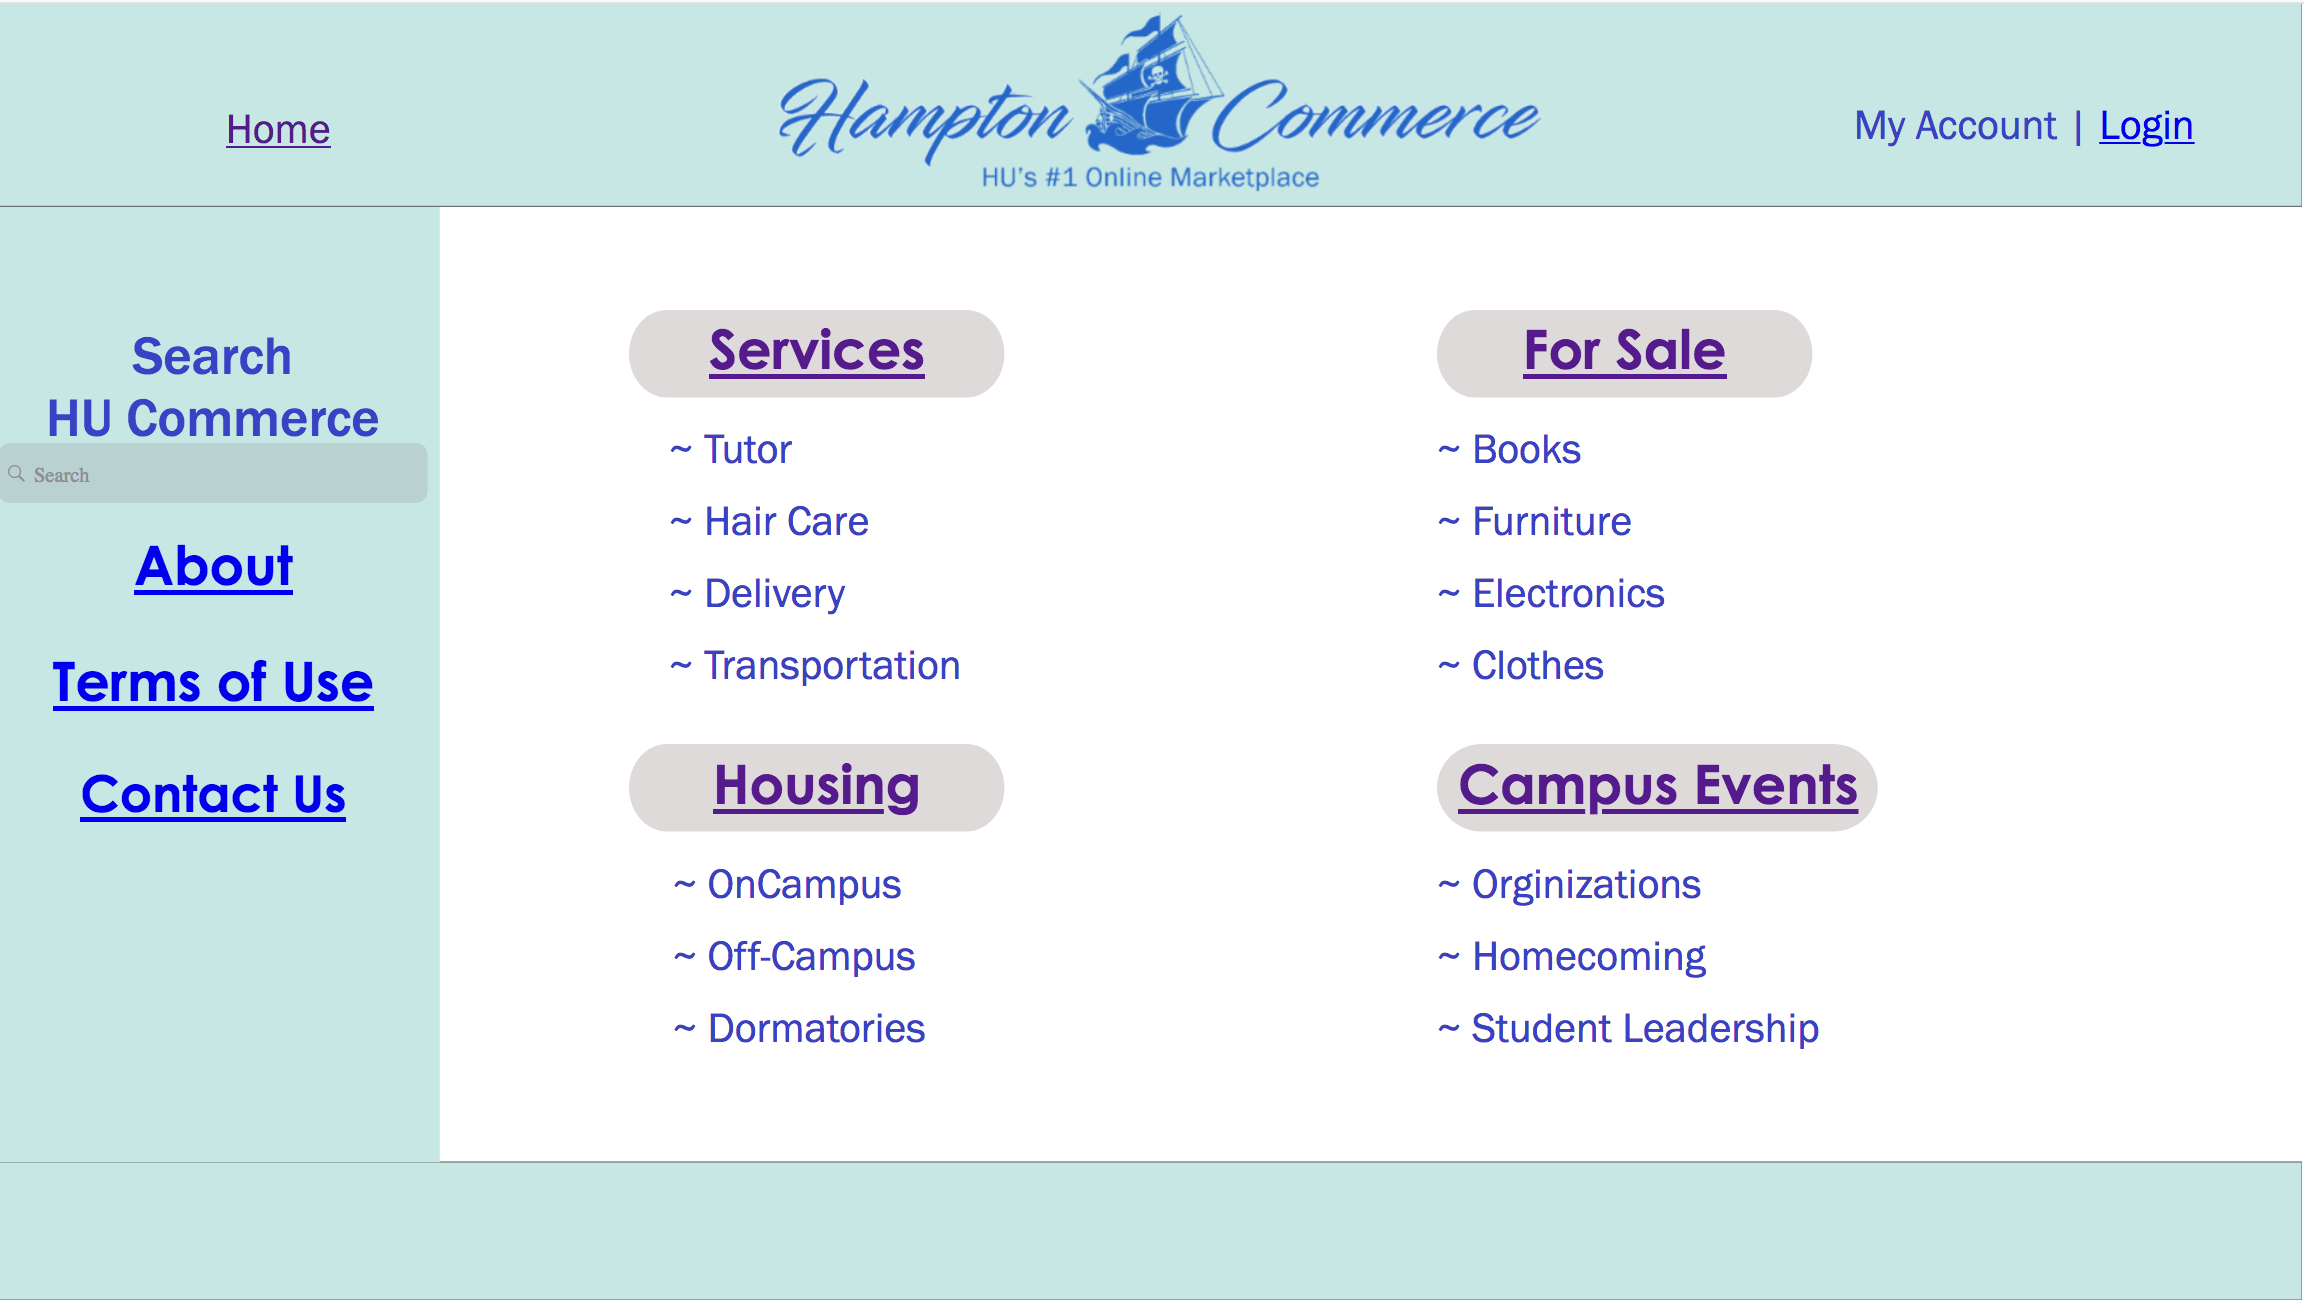 Home
Hampton Commerce
HU's #1 Online Marketplace
My Account | Login
Search
HU Commerce
Search
About
Terms of Use
Contact Us
Services
~ Tutor
~ Hair Care
~ Delivery
~ Transportation
For Sale
~ Books
~ Furniture
~ Electronics
~ Clothes
Housing
~ OnCampus
~ Off-Campus
~ Dormatories
Campus Events
~ Orginizations
~ Homecoming
~ Student Leadership